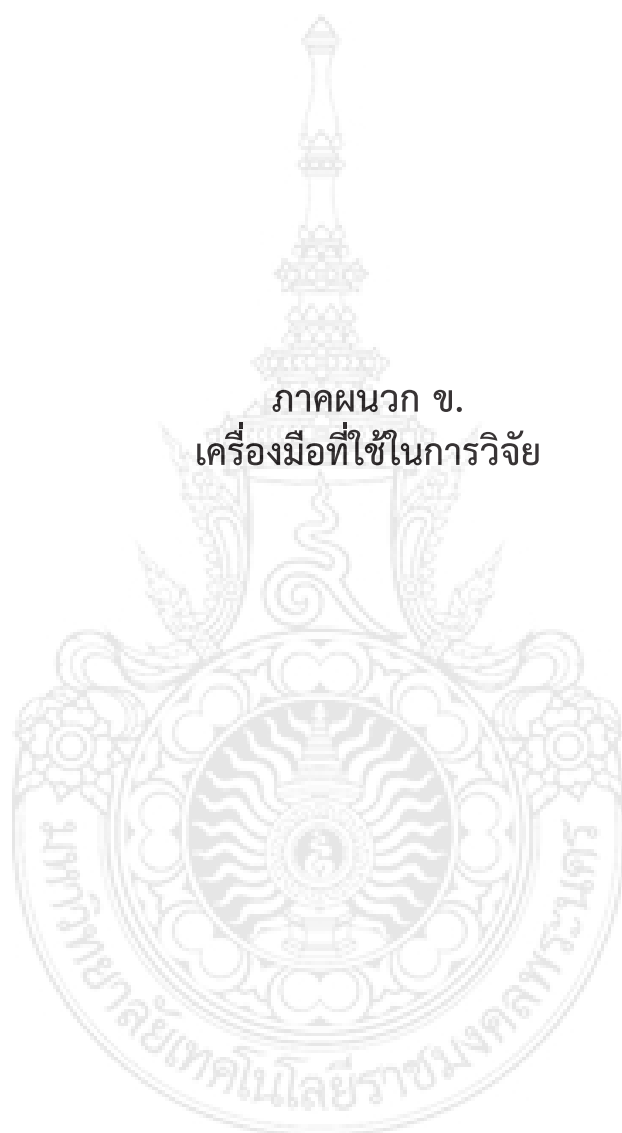 ภาคผนวก ข.
เครื่องมือที่ใช้ในการวิจัย
มหาวิทยาลัยเทคโนโลยีราชมงคลพระนคร